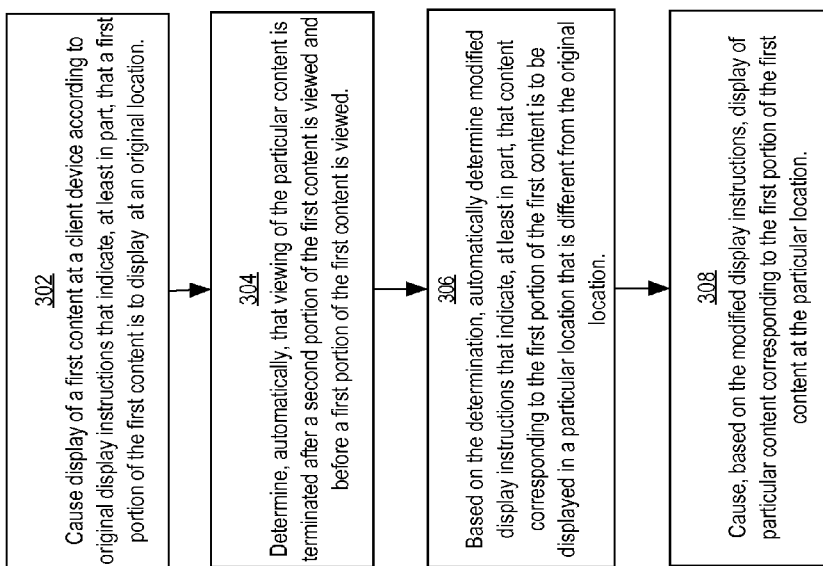 302
Cause display of a first content at a client device according to
original display instructions that indicate, at least in part, that a first
portion of the first content is to display at an original location.
304
Determine, automatically, that viewing of the particular content is
terminated after a second portion of the first content is viewed and
before a first portion of the first content is viewed.
306
Based on the determination, automatically determine modified
display instructions that indicate, at least in part, that content
corresponding to the first portion of the first content is to be
displayed in a particular location that is different from the original
location.
308
Cause, based on the modified display instructions, display of
particular content corresponding to the first portion of the first
content at the particular location.